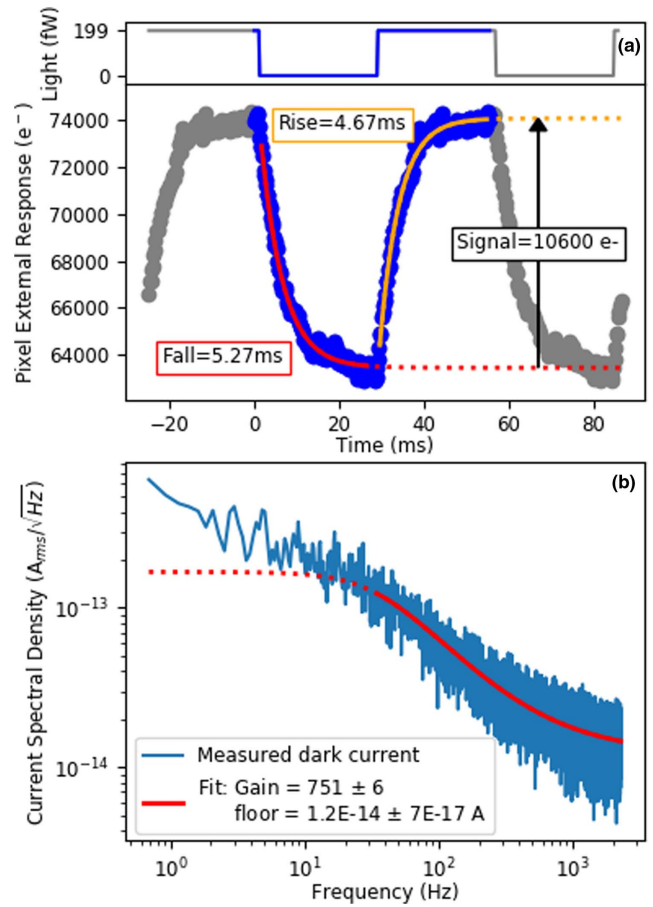 (a)
199
0
Light (fW)
74000
72000
70000
68000
66000
64000
Pixel External Response (e⁻)
Rise=4.67ms
Signal=10600 e-
Fall=5.27ms
−20
0
20
40
60
80
Time (ms)
(b)
10⁻¹³
10⁻¹⁴
Current Spectral Density (A_rms/√Hz)
Measured dark current
Fit: Gain = 751 ± 6
floor = 1.2E-14 ± 7E-17 A
10⁰
10¹
10²
10³
Frequency (Hz)